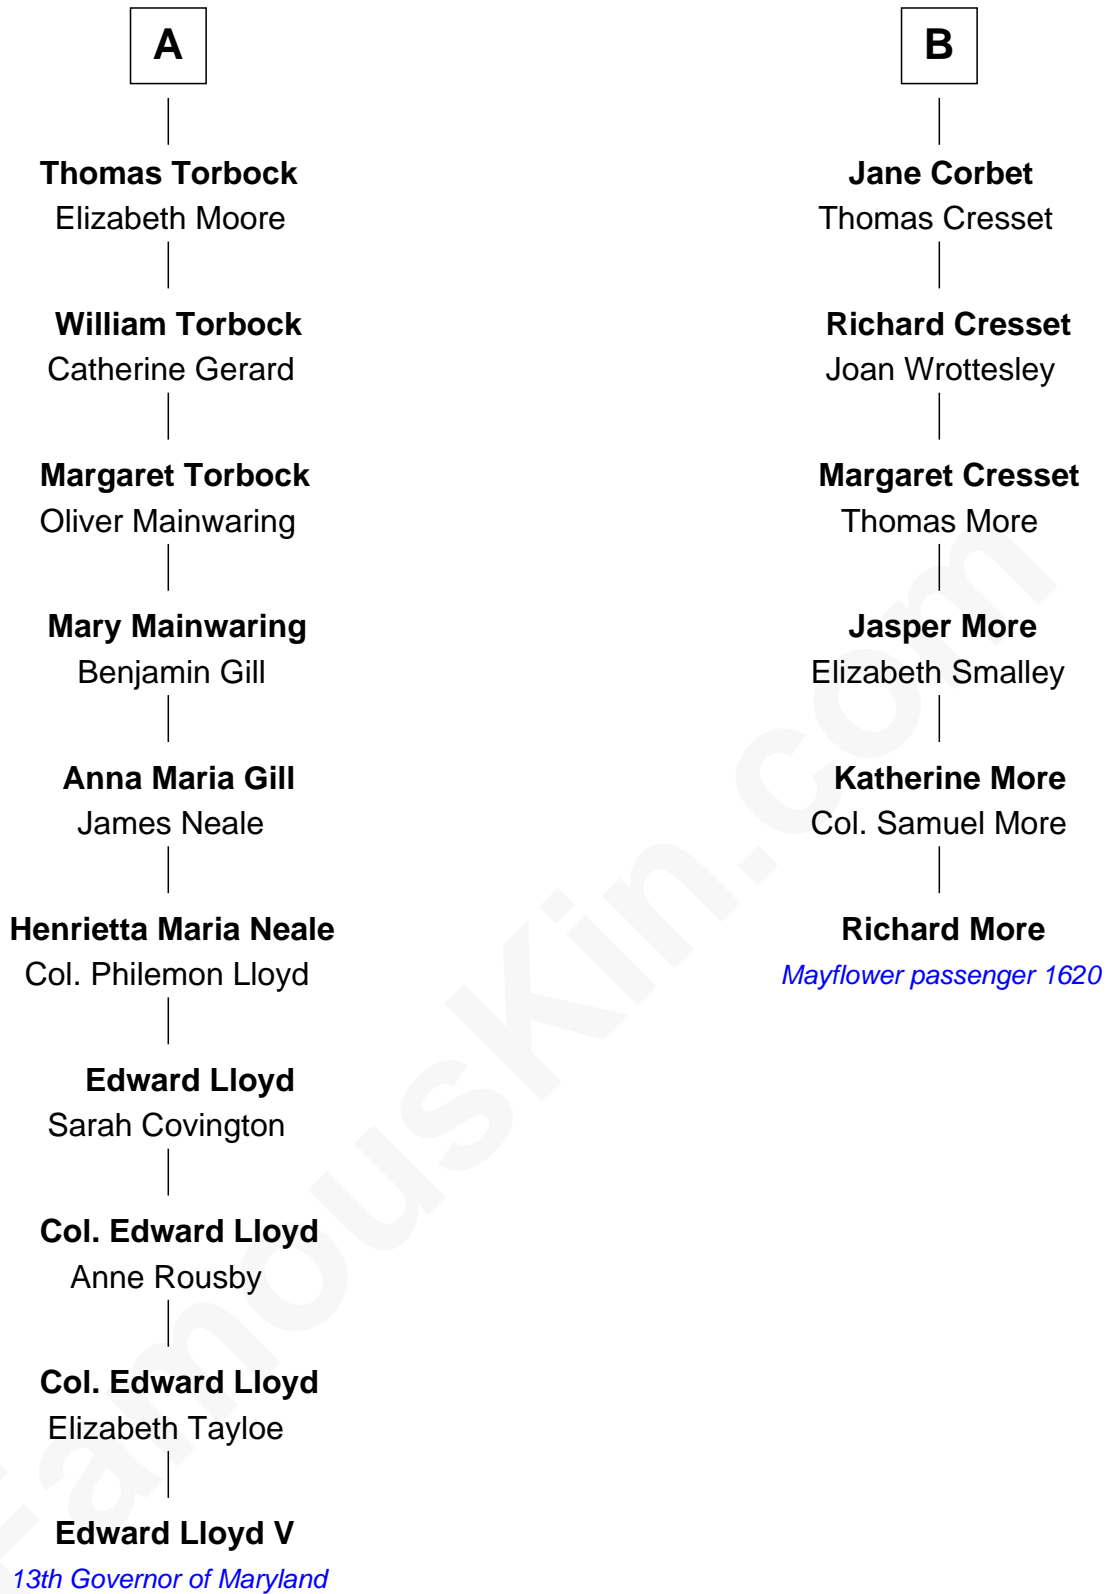 A
Thomas Torbock
Elizabeth Moore
William Torbock
Catherine Gerard
Margaret Torbock
Oliver Mainwaring
Mary Mainwaring
Benjamin Gill
Anna Maria Gill
James Neale
Henrietta Maria Neale
Col. Philemon Lloyd
Edward Lloyd
Sarah Covington
Col. Edward Lloyd
Anne Rousby
Col. Edward Lloyd
Elizabeth Tayloe
Edward Lloyd V
13th Governor of Maryland
B
Jane Corbet
Thomas Cresset
Richard Cresset
Joan Wrottesley
Margaret Cresset
Thomas More
Jasper More
Elizabeth Smalley
Katherine More
Col. Samuel More
Richard More
Mayflower passenger 1620
FamousKin.com